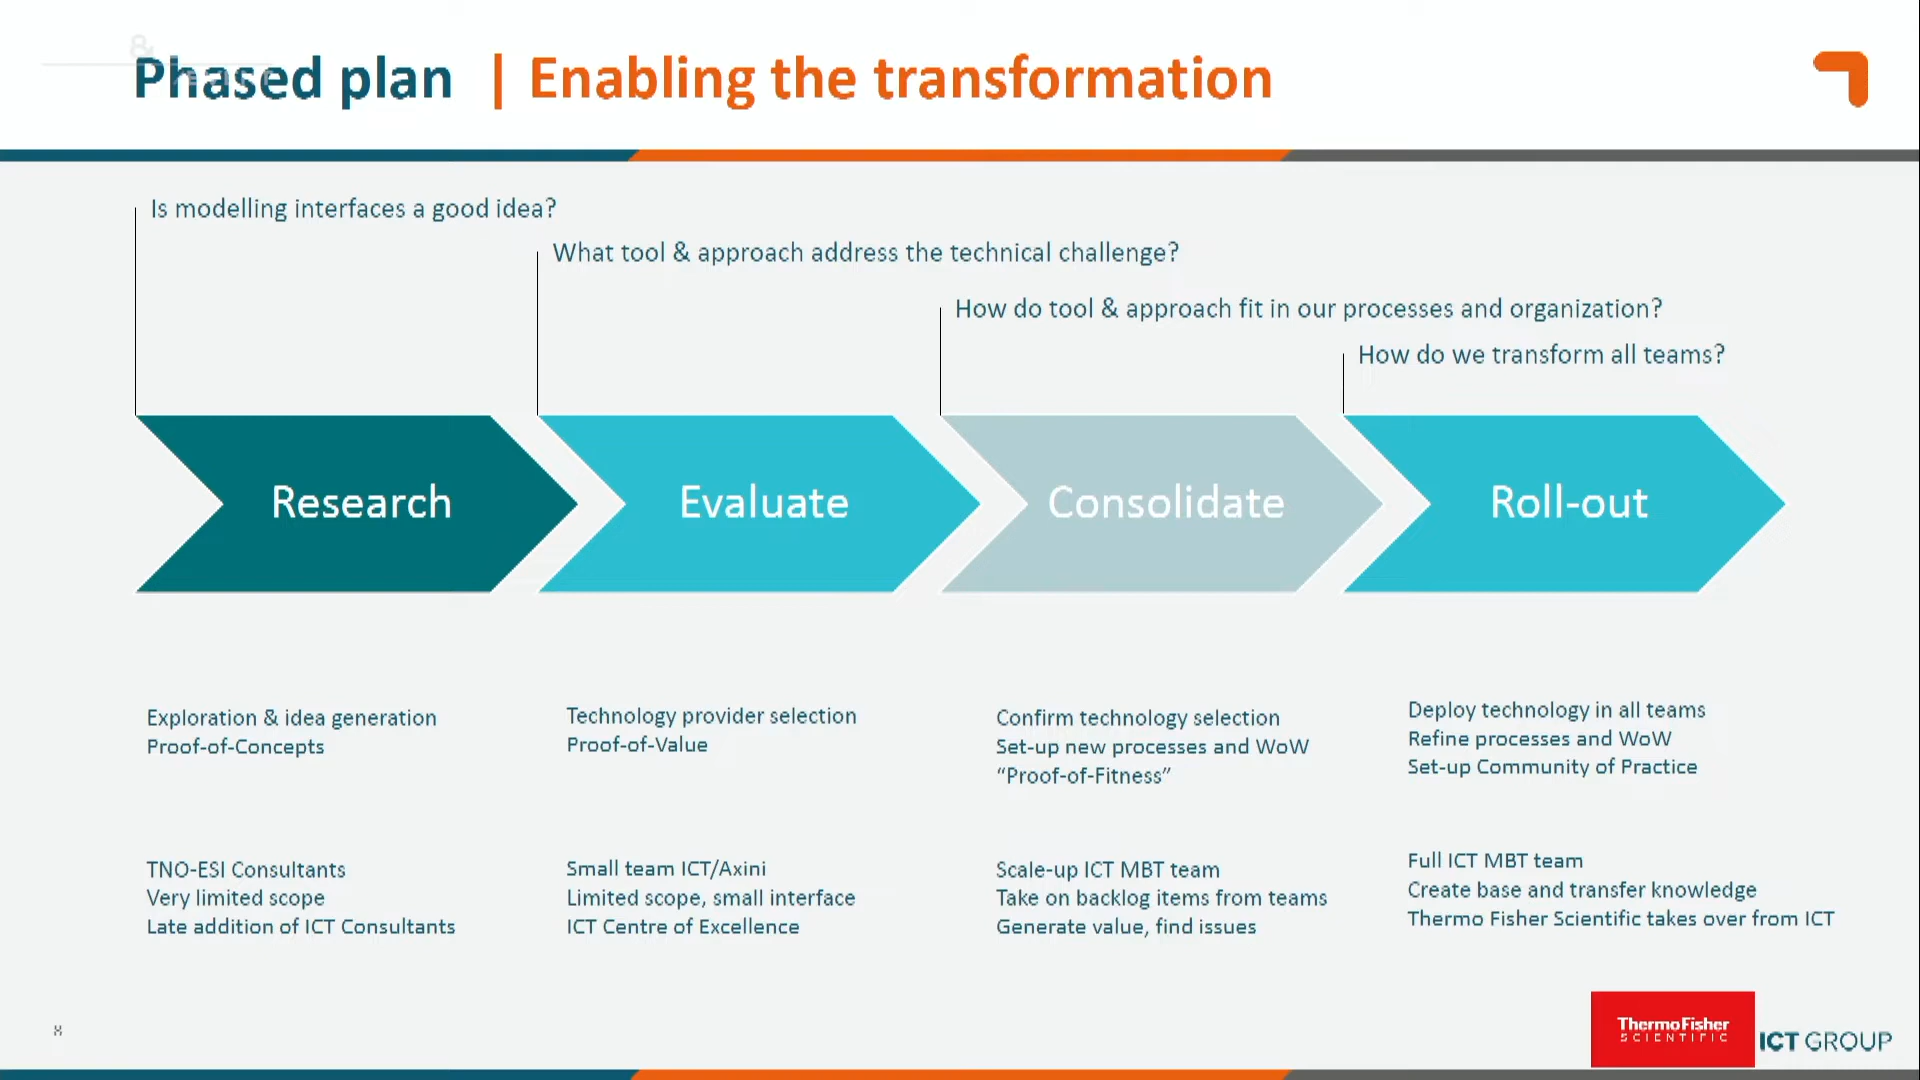 Phased plan | Enabling the transformation
Is modelling interfaces a good idea?
What tool & approach address the technical challenge?
How do tool & approach fit in our processes and organization?
How do we transform all teams?
Research
Evaluate
Consolidate
Roll-out
Exploration & idea generation
Proof-of-Concepts
Technology provider selection
Proof-of-Value
Confirm technology selection
Set-up new processes and WoW
“Proof-of-Fitness”
Deploy technology in all teams
Refine processes and WoW
Set-up Community of Practice
TNO-ESI Consultants
Very limited scope
Late addition of ICT Consultants
Small team ICT/Axini
Limited scope, small interface
ICT Centre of Excellence
Scale-up ICT MBT team
Take on backlog items from teams
Generate value, find issues
Full ICT MBT team
Create base and transfer knowledge
Thermo Fisher Scientific takes over from ICT
ThermoFisher
SCIENTIFIC
ICT GROUP